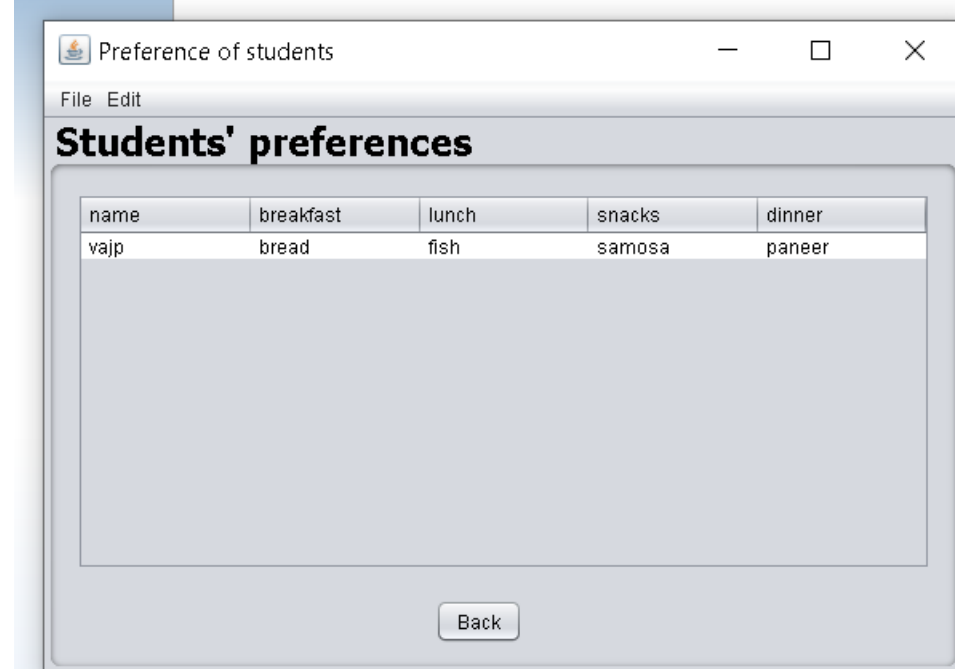 Preference of students
File Edit
Students' preferences
name breakfast lunch snacks dinner
vajp bread fish samosa paneer
Back